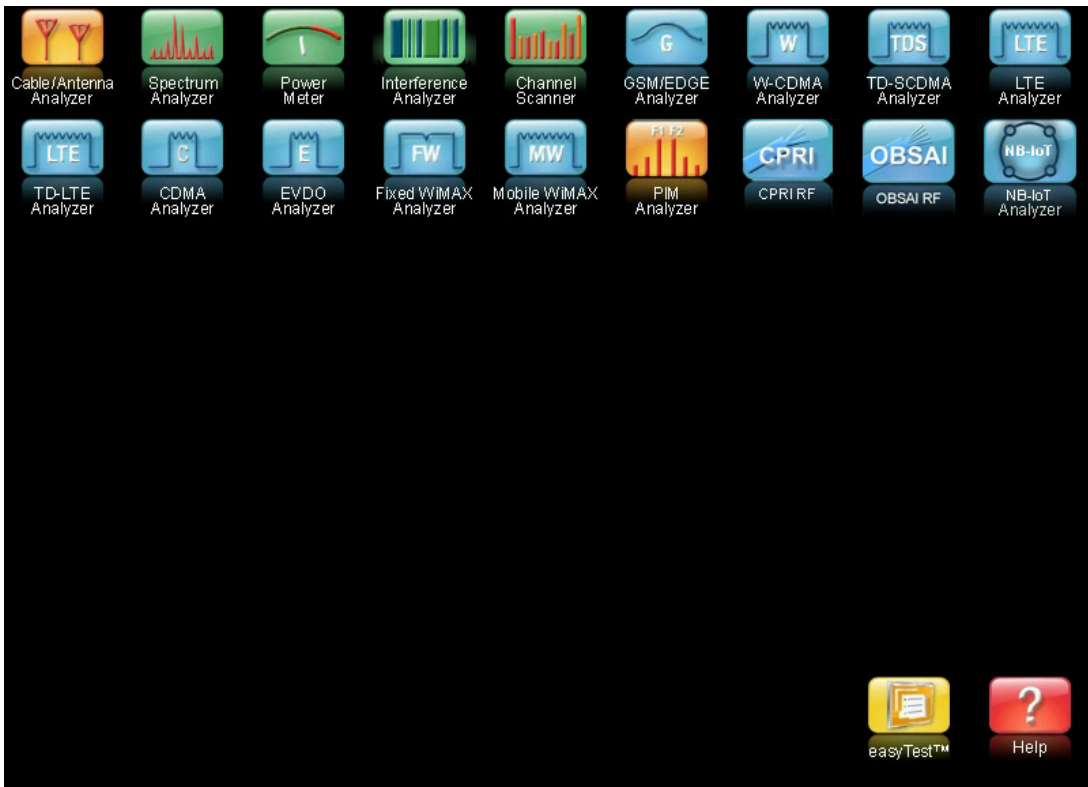 Cable/Antenna
Analyzer
Spectrum
Analyzer
Power
Meter
Interference
Analyzer
Channel
Scanner
G
GSM/EDGE
Analyzer
W
W-CDMA
Analyzer
TDS
TD-SCDMA
Analyzer
LTE
LTE
Analyzer
LTE
TD-LTE
Analyzer
C
CDMA
Analyzer
E
EVDO
Analyzer
FW
Fixed WiMAX
Analyzer
MW
Mobile WiMAX
Analyzer
F1 F2
PIM
Analyzer
CPRI
CPRI RF
OBSAI
OBSAI RF
NB-IoT
NB-IoT
Analyzer
easyTest™
?
Help